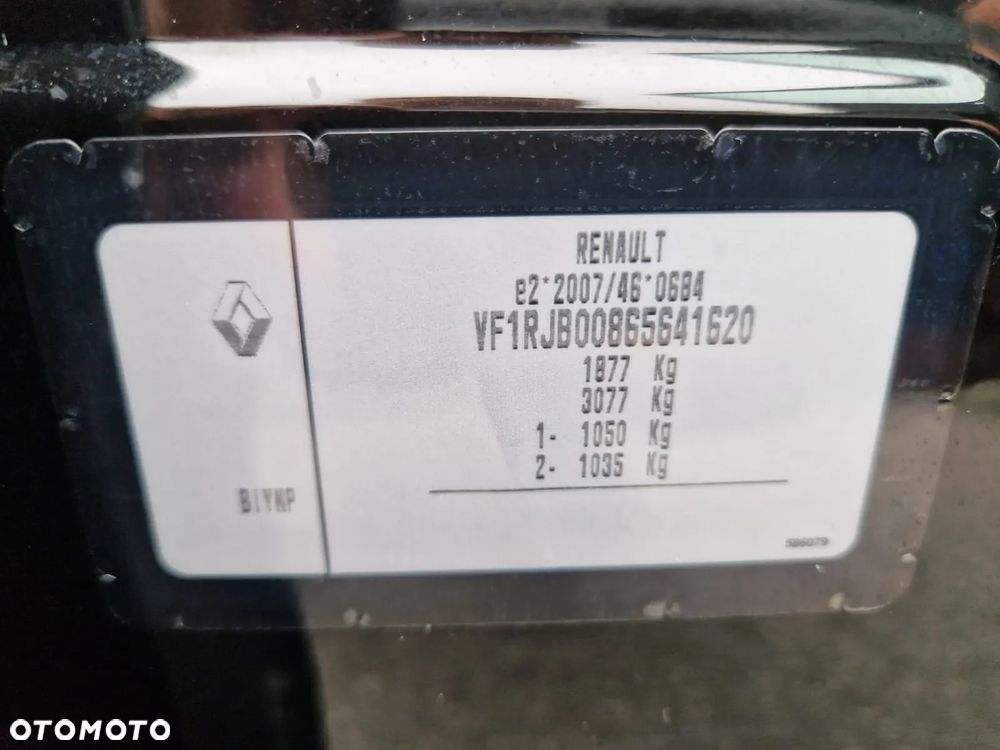 RENAULT
e2*2007/46*0684
VF1RJB00865641620
1877 Kg
3077 Kg
1- 1050 Kg
2- 1035 Kg
BIYNP
586079
OTOMOTO